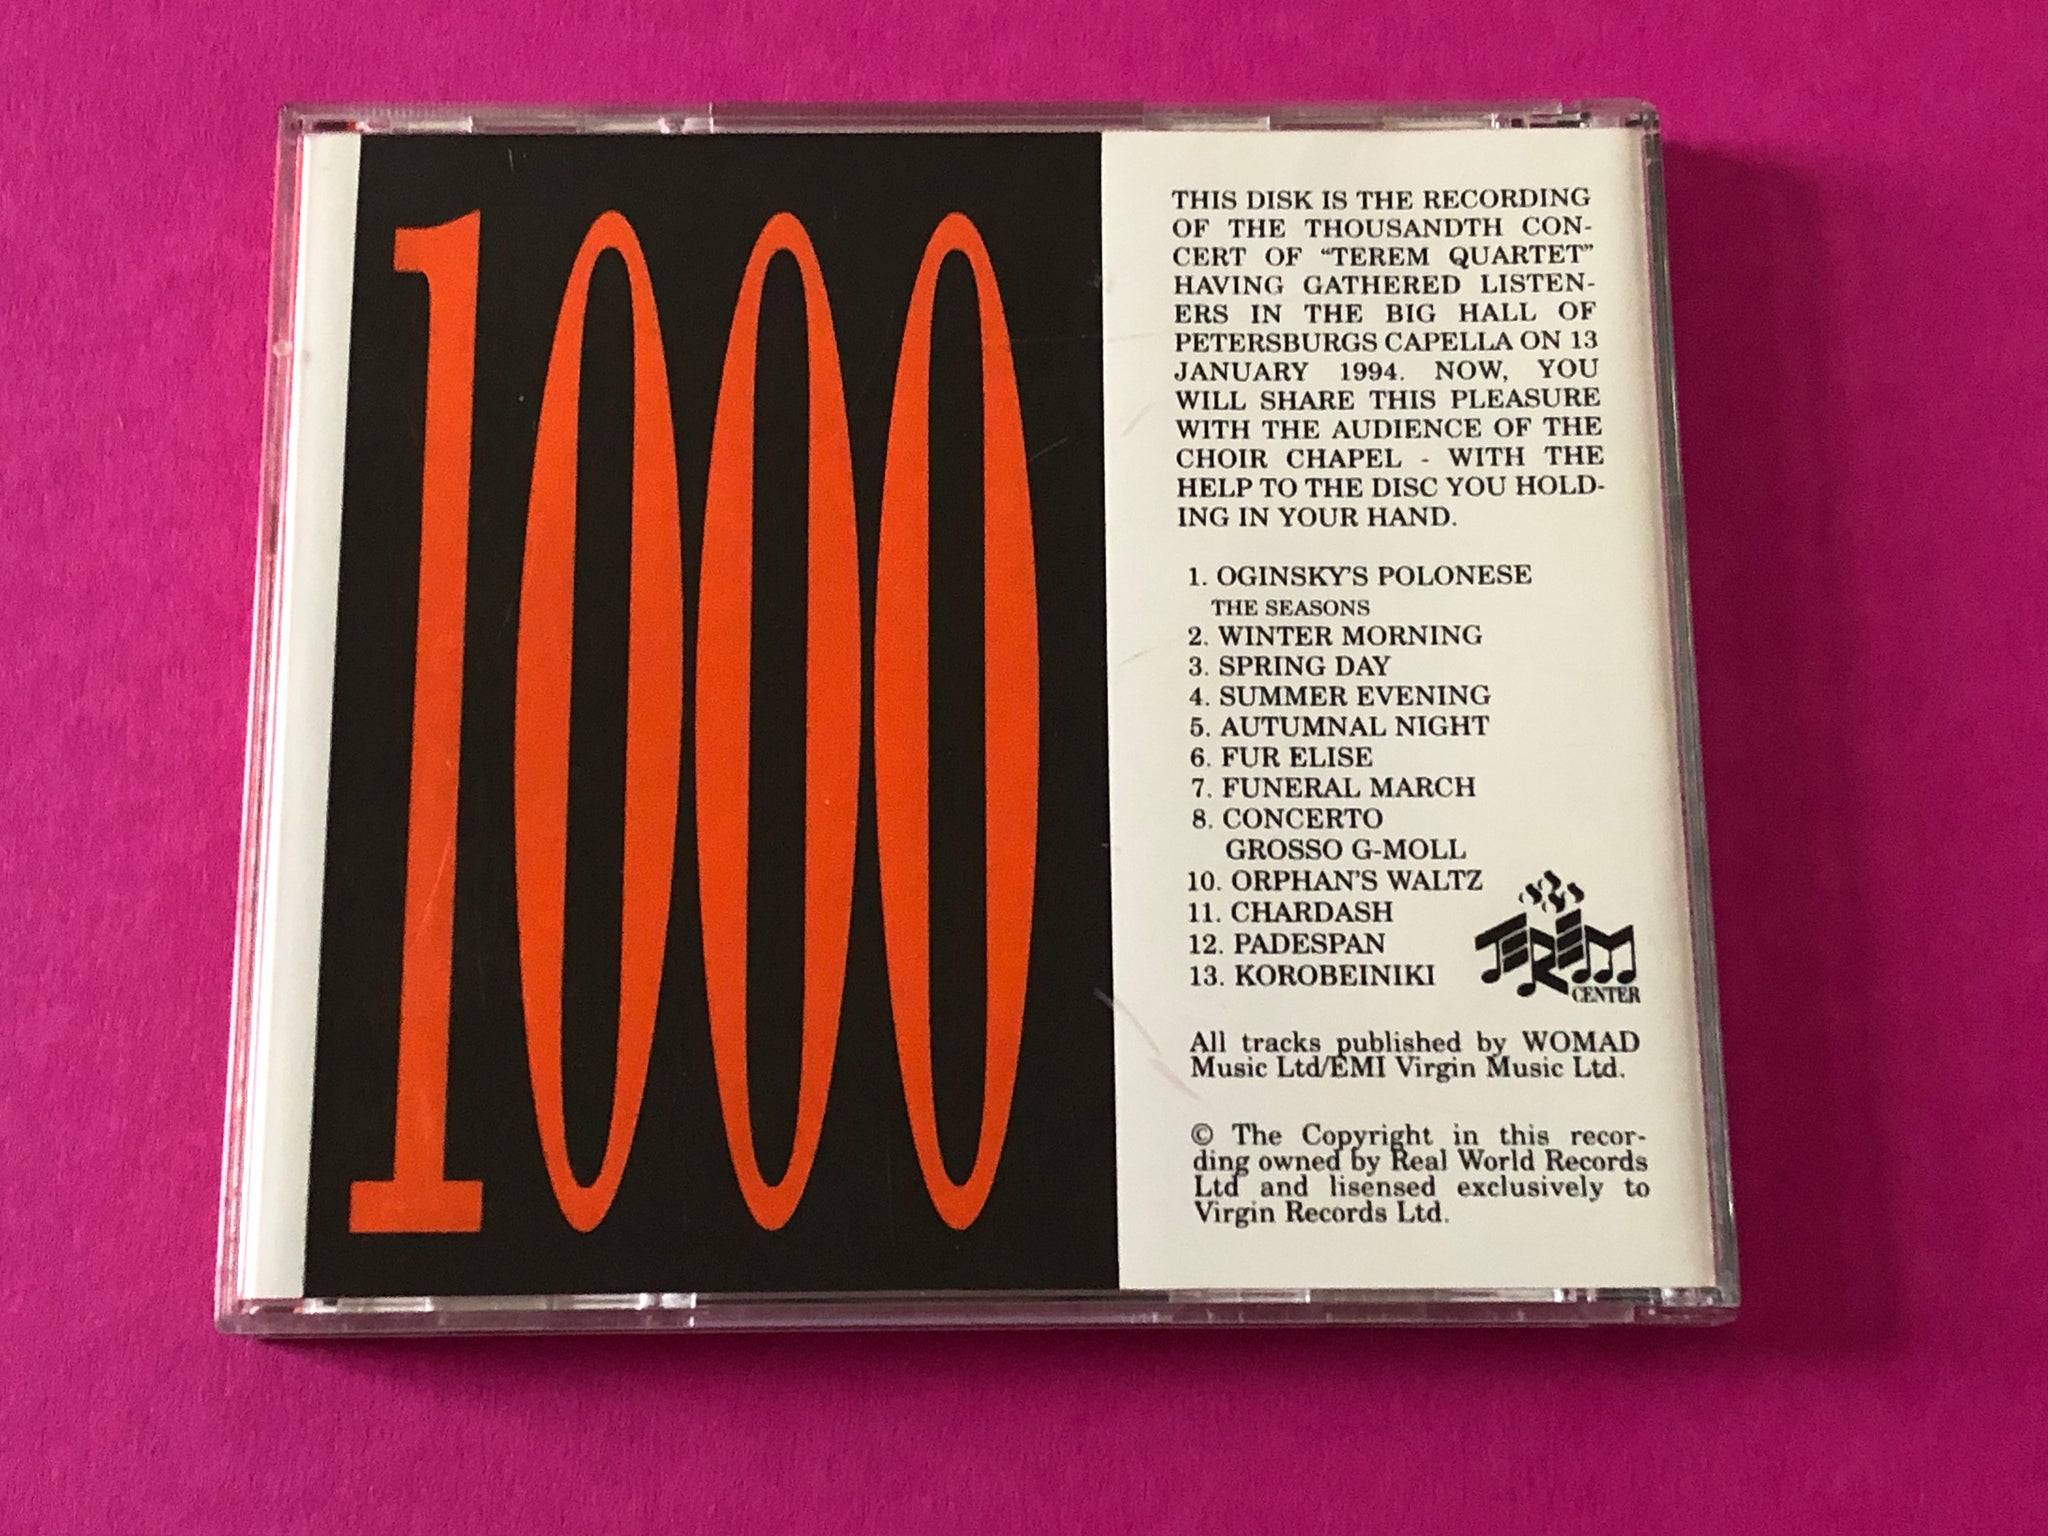 1000
THIS DISK IS THE RECORDING
OF THE THOUSANDTH CON-
CERT OF “TEREM QUARTET”
HAVING GATHERED LISTEN-
ERS IN THE BIG HALL OF
PETERSBURGS CAPELLA ON 13
JANUARY 1994. NOW, YOU
WILL SHARE THIS PLEASURE
WITH THE AUDIENCE OF THE
CHOIR CHAPEL - WITH THE
HELP TO THE DISC YOU HOLD-
ING IN YOUR HAND.
1. OGINSKY'S POLONESE
THE SEASONS
2. WINTER MORNING
3. SPRING DAY
4. SUMMER EVENING
5. AUTUMNAL NIGHT
6. FUR ELISE
7. FUNERAL MARCH
8. CONCERTO
GROSSO G-MOLL
10. ORPHAN'S WALTZ
11. CHARDASH
12. PADESPAN
13. KOROBEINIKI
TEREM
CENTER
All tracks published by WOMAD
Music Ltd/EMI Virgin Music Ltd.
© The Copyright in this recor-
ding owned by Real World Records
Ltd and lisensed exclusively to
Virgin Records Ltd.